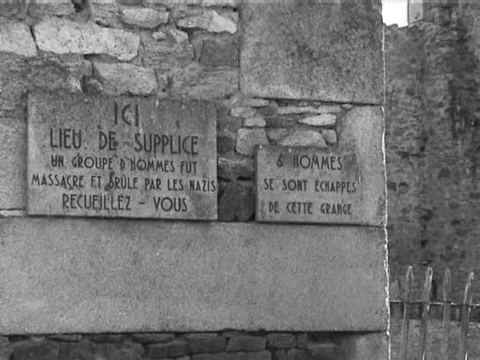 ICI
LIEU DE SUPPLICE
UN GROUPE D'HOMMES FUT
MASSACRE ET BRÛLE PAR LES NAZIS
RECUEILLEZ - VOUS
6 HOMMES
SE SONT ECHAPPES
DE CETTE GRANGE